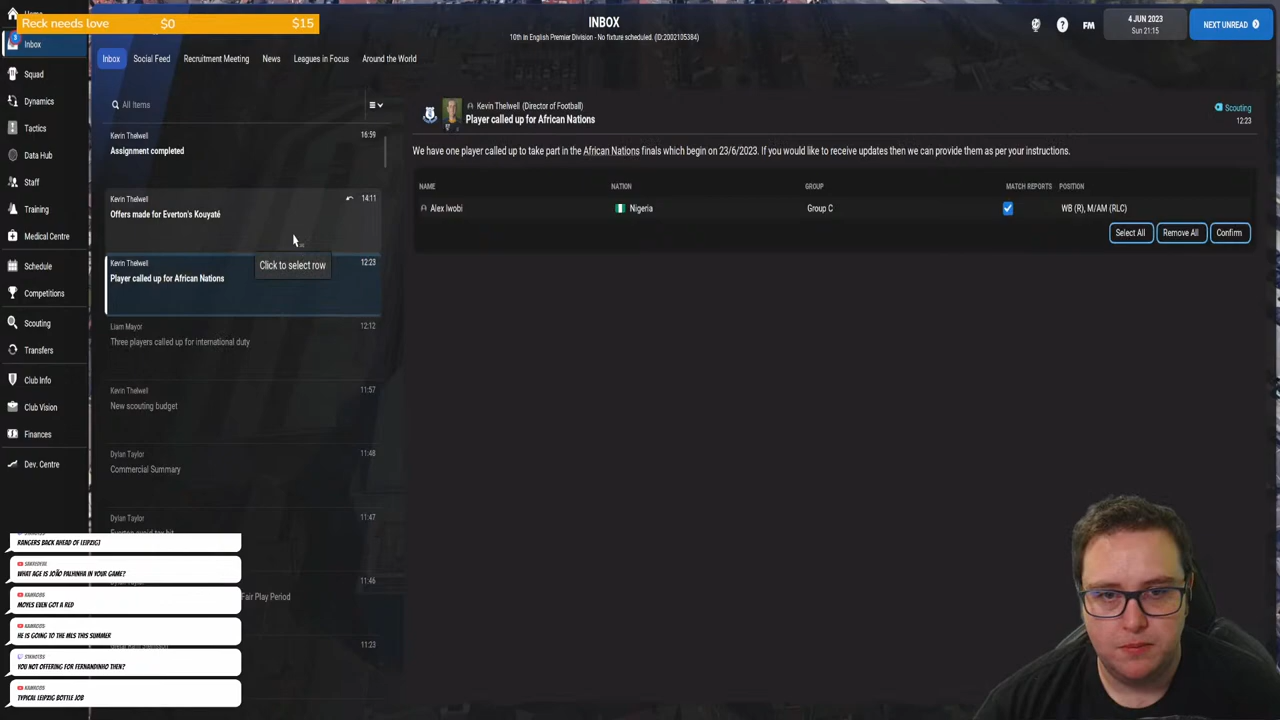 Home
Reck needs love $0 $15
INBOX
10th in English Premier Division - No fixture scheduled. (ID:2002105384)
FM
4 JUN 2023
Sun 21:15
NEXT UNREAD
Inbox
Squad
Dynamics
Tactics
Data Hub
Staff
Training
Medical Centre
Schedule
Competitions
Scouting
Transfers
Club Info
Club Vision
Finances
Dev. Centre
Inbox Social Feed Recruitment Meeting News Leagues in Focus Around the World
All Items
Kevin Thelwell 16:59
Assignment completed
Kevin Thelwell 14:11
Offers made for Everton's Kouyaté
Click to select row
Kevin Thelwell 12:23
Player called up for African Nations
Liam Mayor 12:12
Three players called up for international duty
Kevin Thelwell 11:57
New scouting budget
Dylan Taylor 11:48
Commercial Summary
Dylan Taylor 11:47
11:46
Fair Play Period
11:23
Kevin Thelwell (Director of Football)
Player called up for African Nations
Scouting
12:23
We have one player called up to take part in the African Nations finals which begin on 23/6/2023. If you would like to receive updates then we can provide them as per your instructions.
NAME NATION GROUP MATCH REPORTS POSITION
Alex Iwobi Nigeria Group C WB (R), M/AM (RLC)
Select All Remove All Confirm
RANGERS BACK AHEAD OF LEIPZIG]
WHAT AGE IS JOÃO PALHINHA IN YOUR GAME?
MOYES EVEN GOT A RED
HE IS GOING TO THE MLS THIS SUMMER
YOU NOT OFFERING FOR FERNANDINHO THEN?
TYPICAL LEIPZIG BOTTLE JOB